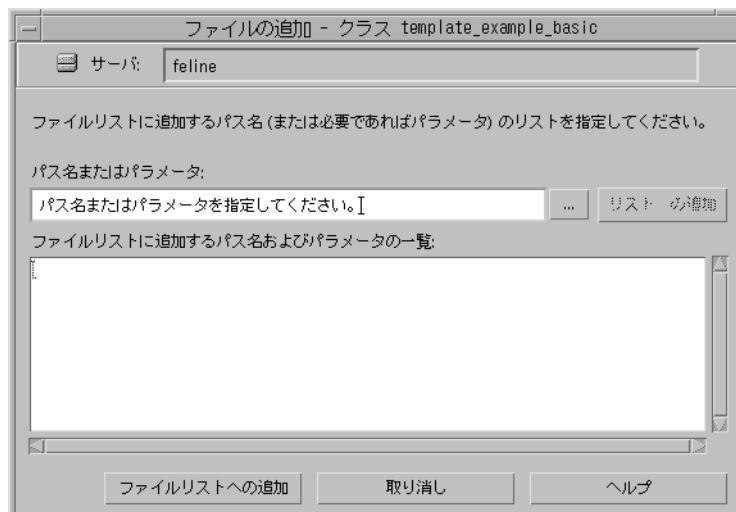 ファイルの追加 - クラス template_example_basic
サーバ: feline
ファイルリストに追加するパス名 (または必要であればパラメータ) のリストを指定してください。
パス名またはパラメータ:
パス名またはパラメータを指定してください。 ... リスト の追加
ファイルリストに追加するパス名およびパラメータの一覧:
ファイルリストへの追加 取り消し ヘルプ